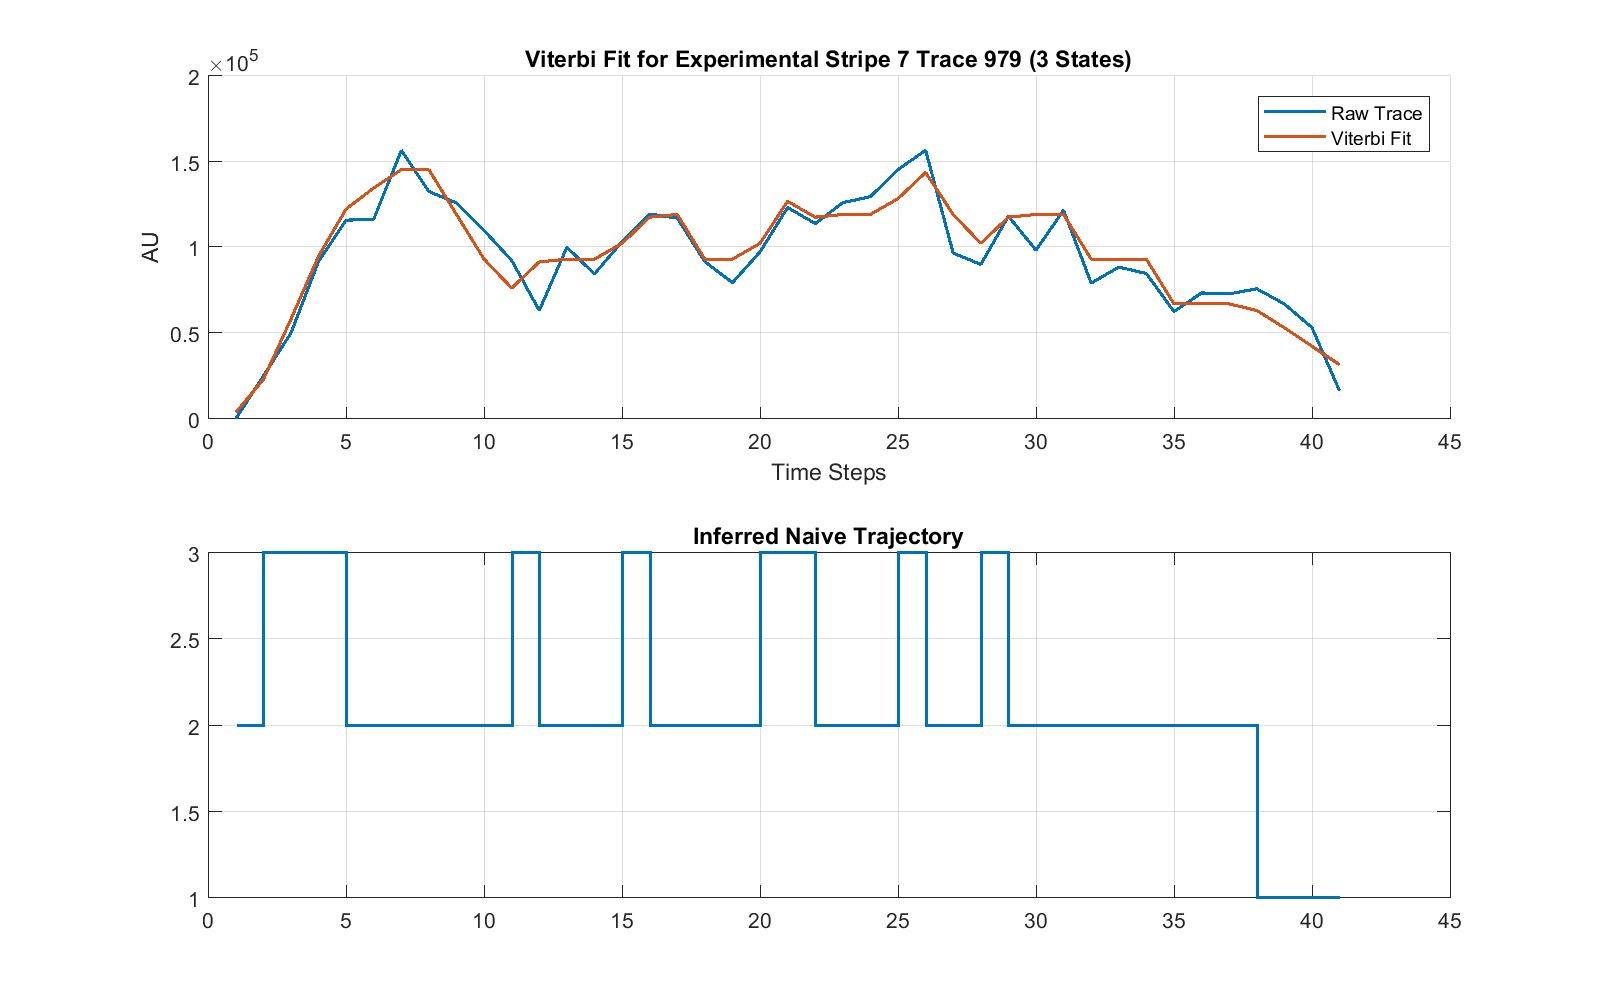 Viterbi Fit for Experimental Stripe 7 Trace 979 (3 States)
×10^5
2
1.5
1
0.5
0
AU
Raw Trace
Viterbi Fit
0 5 10 15 20 25 30 35 40 45
Time Steps
Inferred Naive Trajectory
3
2.5
2
1.5
1
0 5 10 15 20 25 30 35 40 45